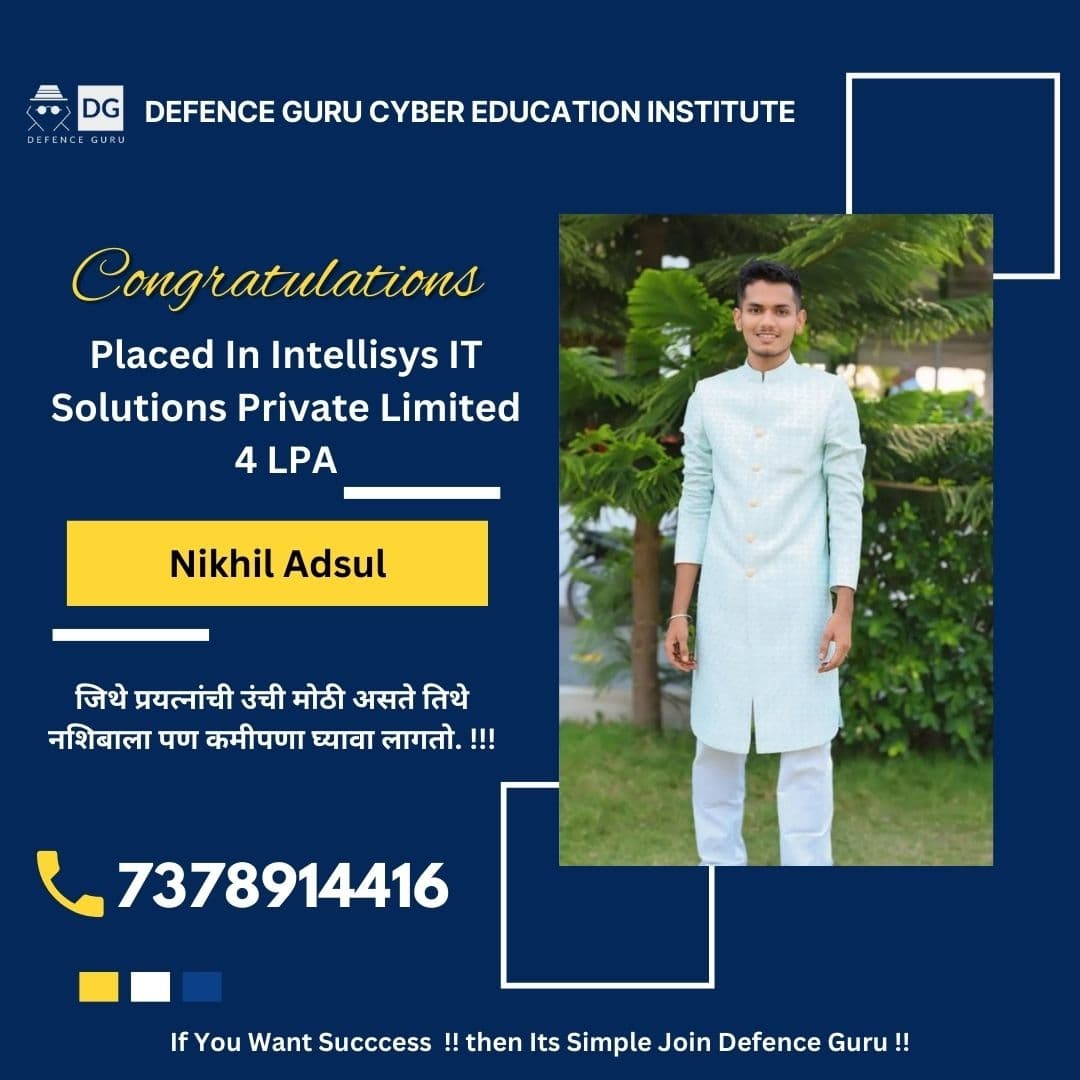 DG
DEFENCE GURU
DEFENCE GURU CYBER EDUCATION INSTITUTE
Congratulations
Placed In Intellisys IT
Solutions Private Limited
4 LPA
Nikhil Adsul
जिथे प्रयत्नांची उंची मोठी असते तिथे
नशिबाला पण कमीपणा घ्यावा लागतो. !!!
7378914416
If You Want Succcess !! then Its Simple Join Defence Guru !!